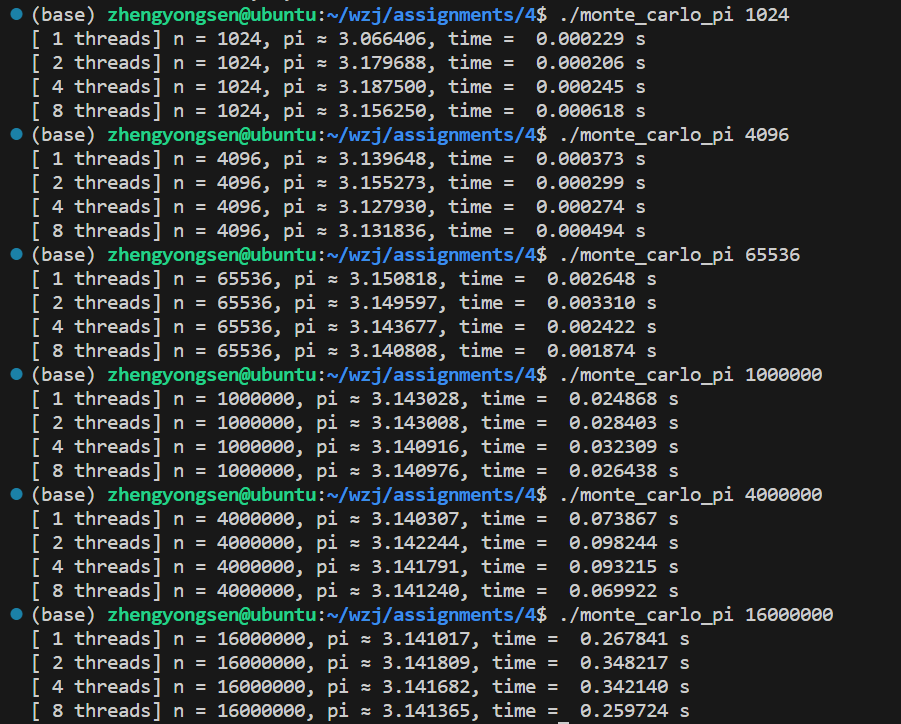 (base) zhengyongsen@ubuntu:~/wzj/assignments/4$ ./monte_carlo_pi 1024
[ 1 threads] n = 1024, pi ≈ 3.066406, time =  0.000229 s
[ 2 threads] n = 1024, pi ≈ 3.179688, time =  0.000206 s
[ 4 threads] n = 1024, pi ≈ 3.187500, time =  0.000245 s
[ 8 threads] n = 1024, pi ≈ 3.156250, time =  0.000618 s
(base) zhengyongsen@ubuntu:~/wzj/assignments/4$ ./monte_carlo_pi 4096
[ 1 threads] n = 4096, pi ≈ 3.139648, time =  0.000373 s
[ 2 threads] n = 4096, pi ≈ 3.155273, time =  0.000299 s
[ 4 threads] n = 4096, pi ≈ 3.127930, time =  0.000274 s
[ 8 threads] n = 4096, pi ≈ 3.131836, time =  0.000494 s
(base) zhengyongsen@ubuntu:~/wzj/assignments/4$ ./monte_carlo_pi 65536
[ 1 threads] n = 65536, pi ≈ 3.150818, time =  0.002648 s
[ 2 threads] n = 65536, pi ≈ 3.149597, time =  0.003310 s
[ 4 threads] n = 65536, pi ≈ 3.143677, time =  0.002422 s
[ 8 threads] n = 65536, pi ≈ 3.140808, time =  0.001874 s
(base) zhengyongsen@ubuntu:~/wzj/assignments/4$ ./monte_carlo_pi 1000000
[ 1 threads] n = 1000000, pi ≈ 3.143028, time =  0.024868 s
[ 2 threads] n = 1000000, pi ≈ 3.143008, time =  0.028403 s
[ 4 threads] n = 1000000, pi ≈ 3.140916, time =  0.032309 s
[ 8 threads] n = 1000000, pi ≈ 3.140976, time =  0.026438 s
(base) zhengyongsen@ubuntu:~/wzj/assignments/4$ ./monte_carlo_pi 4000000
[ 1 threads] n = 4000000, pi ≈ 3.140307, time =  0.073867 s
[ 2 threads] n = 4000000, pi ≈ 3.142244, time =  0.098244 s
[ 4 threads] n = 4000000, pi ≈ 3.141791, time =  0.093215 s
[ 8 threads] n = 4000000, pi ≈ 3.141240, time =  0.069922 s
(base) zhengyongsen@ubuntu:~/wzj/assignments/4$ ./monte_carlo_pi 16000000
[ 1 threads] n = 16000000, pi ≈ 3.141017, time =  0.267841 s
[ 2 threads] n = 16000000, pi ≈ 3.141809, time =  0.348217 s
[ 4 threads] n = 16000000, pi ≈ 3.141682, time =  0.342140 s
[ 8 threads] n = 16000000, pi ≈ 3.141365, time =  0.259724 s